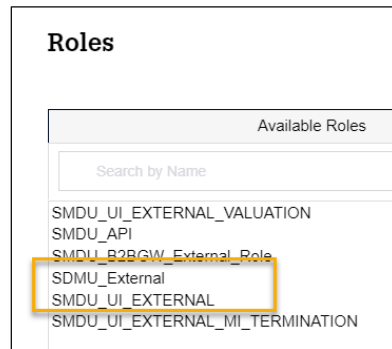 Roles
Available Roles
Search by Name
SMDU_UI_EXTERNAL_VALUATION
SMDU_API
SMDU_B2BGW_External_Role
SDMU_External
SMDU_UI_EXTERNAL
SMDU_UI_EXTERNAL_MI_TERMINATION